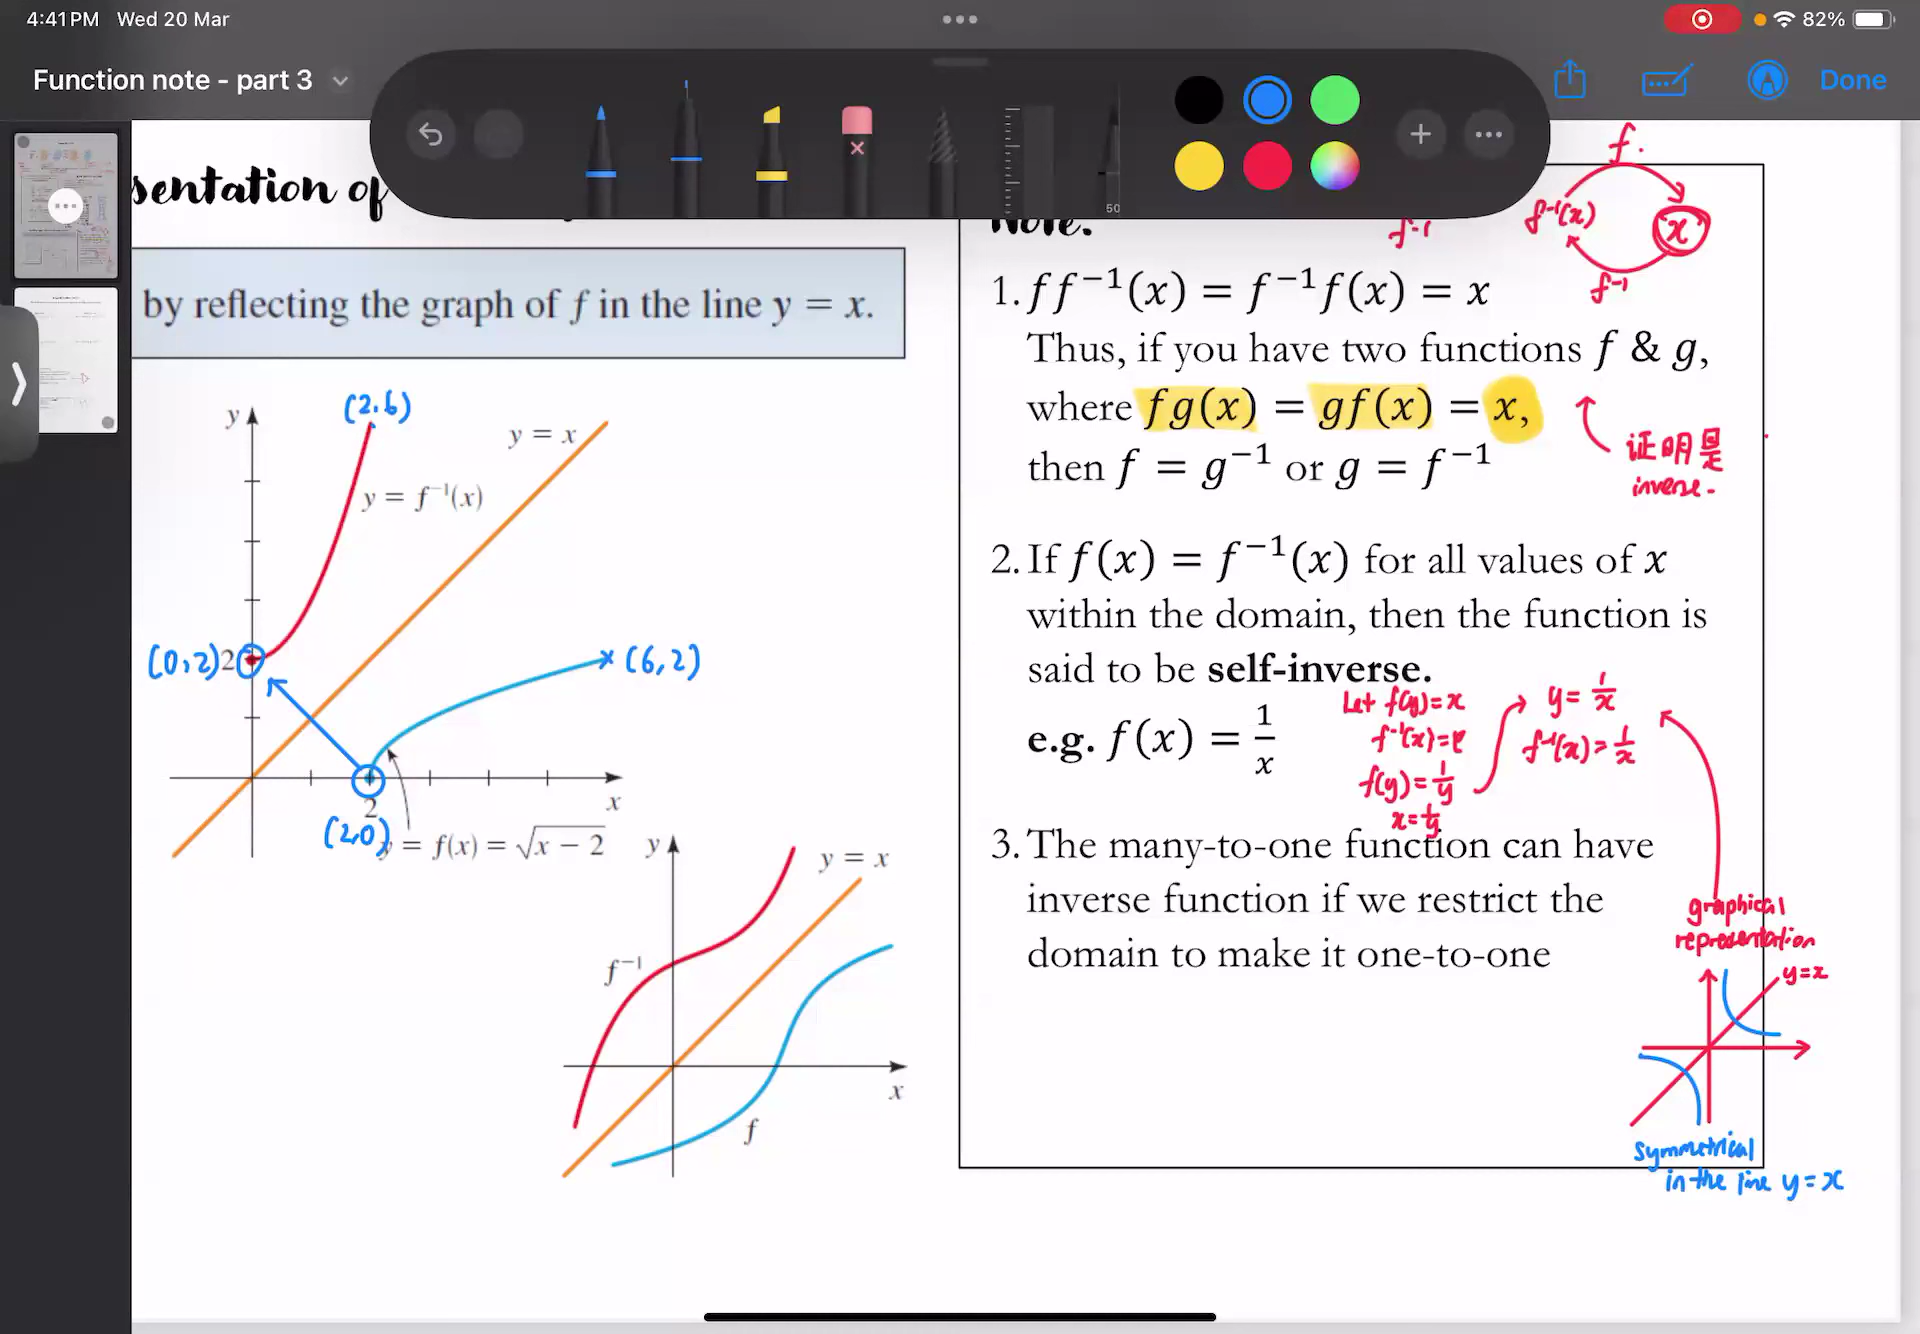 4:41 PM Wed 20 Mar
82%
Function note - part 3
Done
50
sentation of
by reflecting the graph of f in the line y = x.
y
(2,6)
y = x
y = f⁻¹(x)
(0,2) 2
(6,2)
2
x
(2,0)
y = f(x) = √x − 2
y
y = x
f⁻¹
x
f
Note:
f⁻¹
f.
f⁻¹(x)
x
f⁻¹
1. ff⁻¹(x) = f⁻¹f(x) = x
Thus, if you have two functions f & g,
where fg(x) = gf(x) = x,
then f = g⁻¹ or g = f⁻¹
证明是
inverse.
2. If f(x) = f⁻¹(x) for all values of x
within the domain, then the function is
said to be self-inverse.
e.g. f(x) = 1/x
Let f(y)=x
f⁻¹(x)=
f(y)=1/y
x=1/y
y=1/x
f⁻¹(x)=1/x
3. The many-to-one function can have
inverse function if we restrict the
domain to make it one-to-one
graphical
representation
y=x
symmetrical
in the line y=x